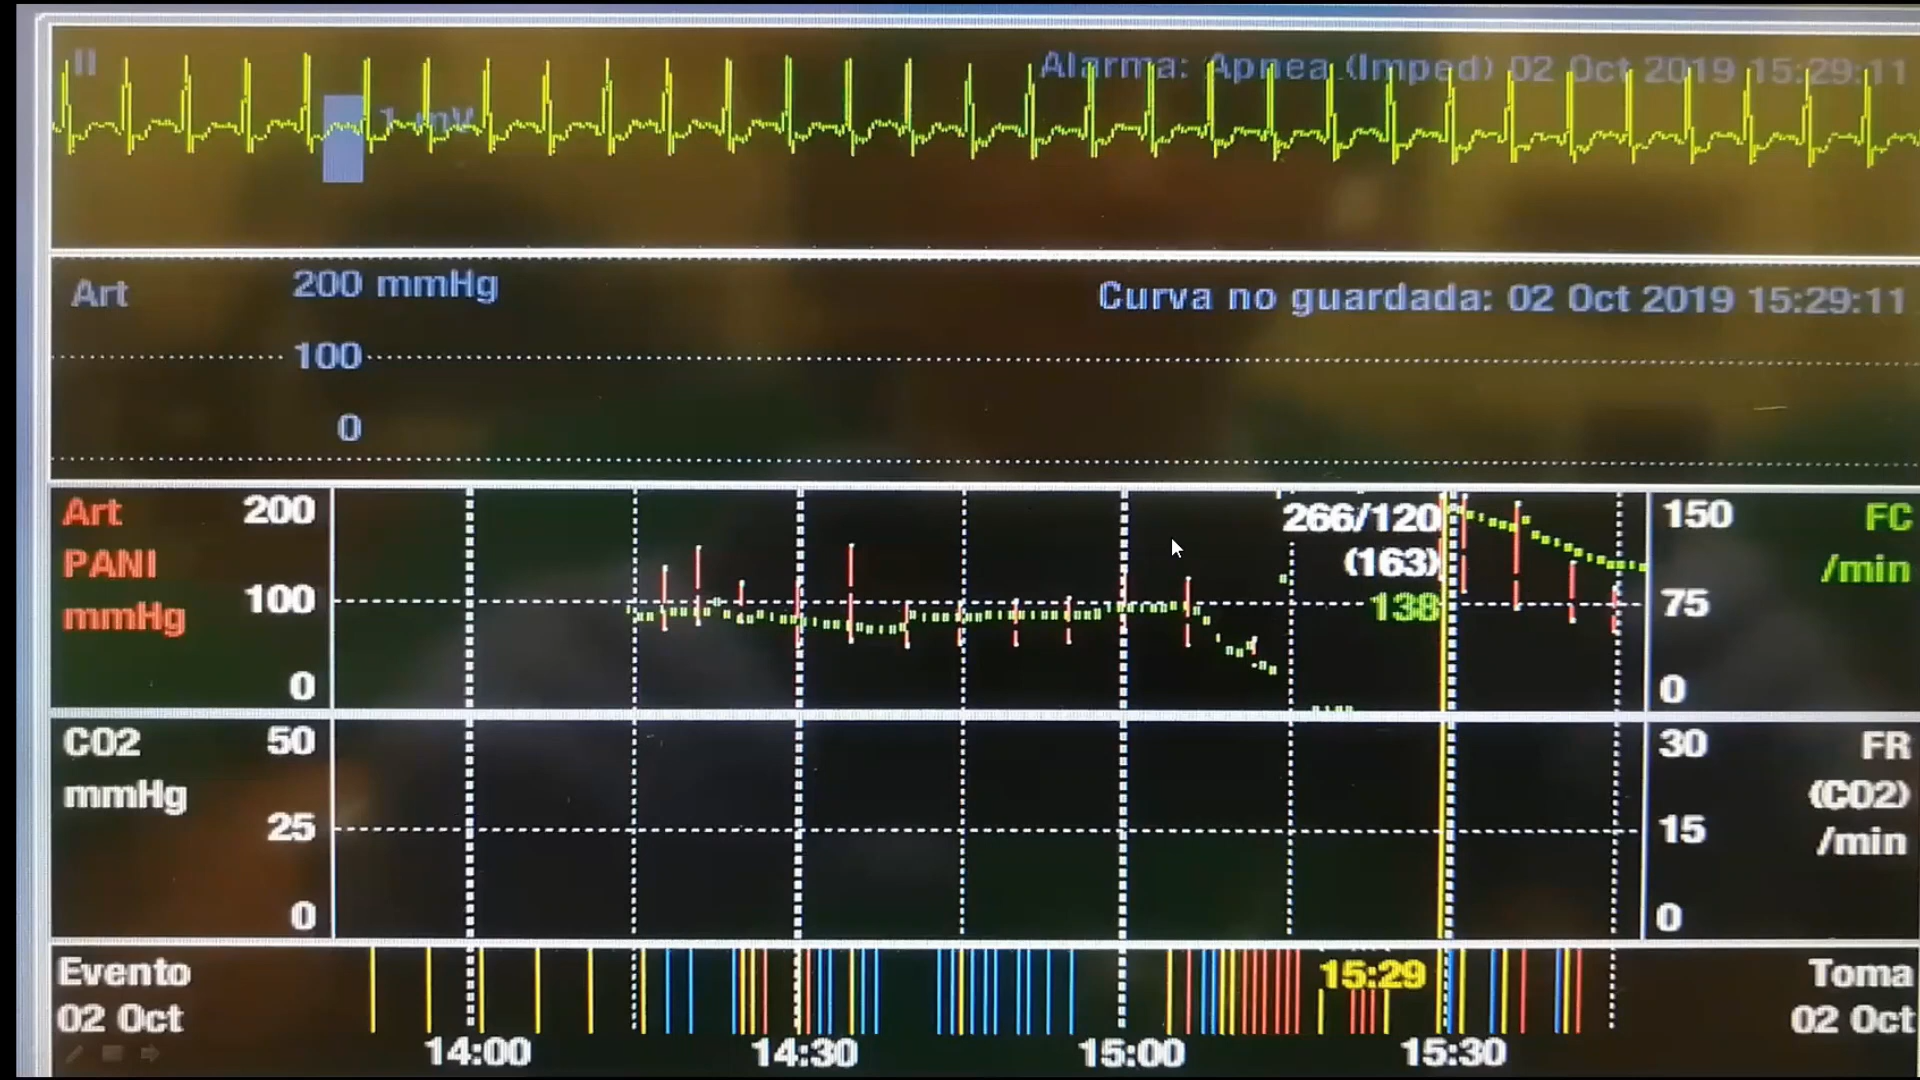 II
Alarma: Apnea (Imped) 02 Oct 2019 15:29:11
1 mV
Art
200 mmHg
Curva no guardada: 02 Oct 2019 15:29:11
100
0
Art 200
PANI
mmHg
100
0
266/120
(163)
138
150 FC
/min
75
0
CO2 50
mmHg
25
0
30 FR
(CO2)
15 /min
0
Evento
02 Oct
15:29
Toma
02 Oct
14:00 14:30 15:00 15:30